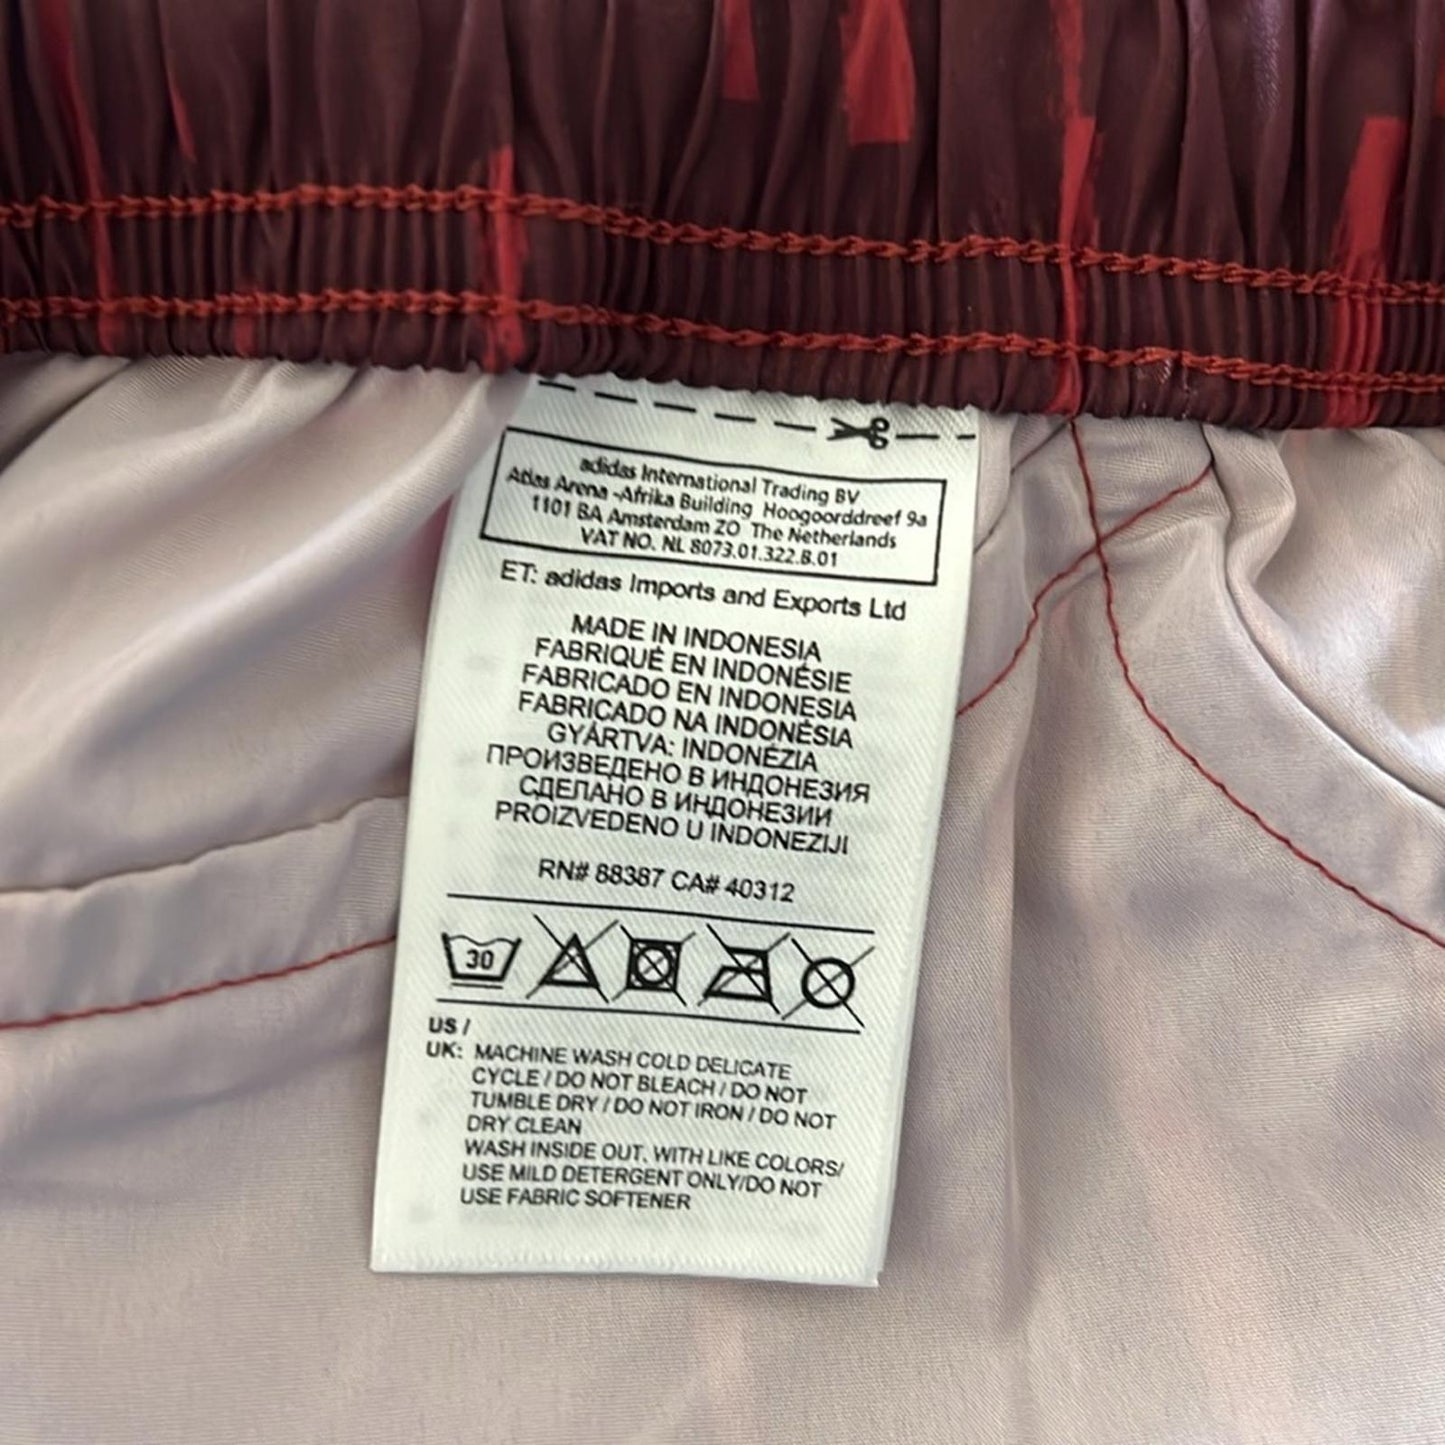 adidas International Trading BV
Atlas Arena -Afrika Building Hoogoorddreef 9a
1101 BA Amsterdam ZO The Netherlands
VAT NO. NL 8073.01.322.B.01
ET: adidas Imports and Exports Ltd
MADE IN INDONESIA
FABRIQUÉ EN INDONÉSIE
FABRICADO EN INDONESIA
FABRICADO NA INDONÉSIA
GYÁRTVA: INDONÉZIA
ПРОИЗВЕДЕНО В ИНДОНЕЗИЯ
СДЕЛАНО В ИНДОНЕЗИИ
PROIZVEDENO U INDONEZIJI
RN# 88387 CA# 40312
30
US /
UK: MACHINE WASH COLD DELICATE
CYCLE / DO NOT BLEACH / DO NOT
TUMBLE DRY / DO NOT IRON / DO NOT
DRY CLEAN
WASH INSIDE OUT, WITH LIKE COLORS/
USE MILD DETERGENT ONLY/DO NOT
USE FABRIC SOFTENER